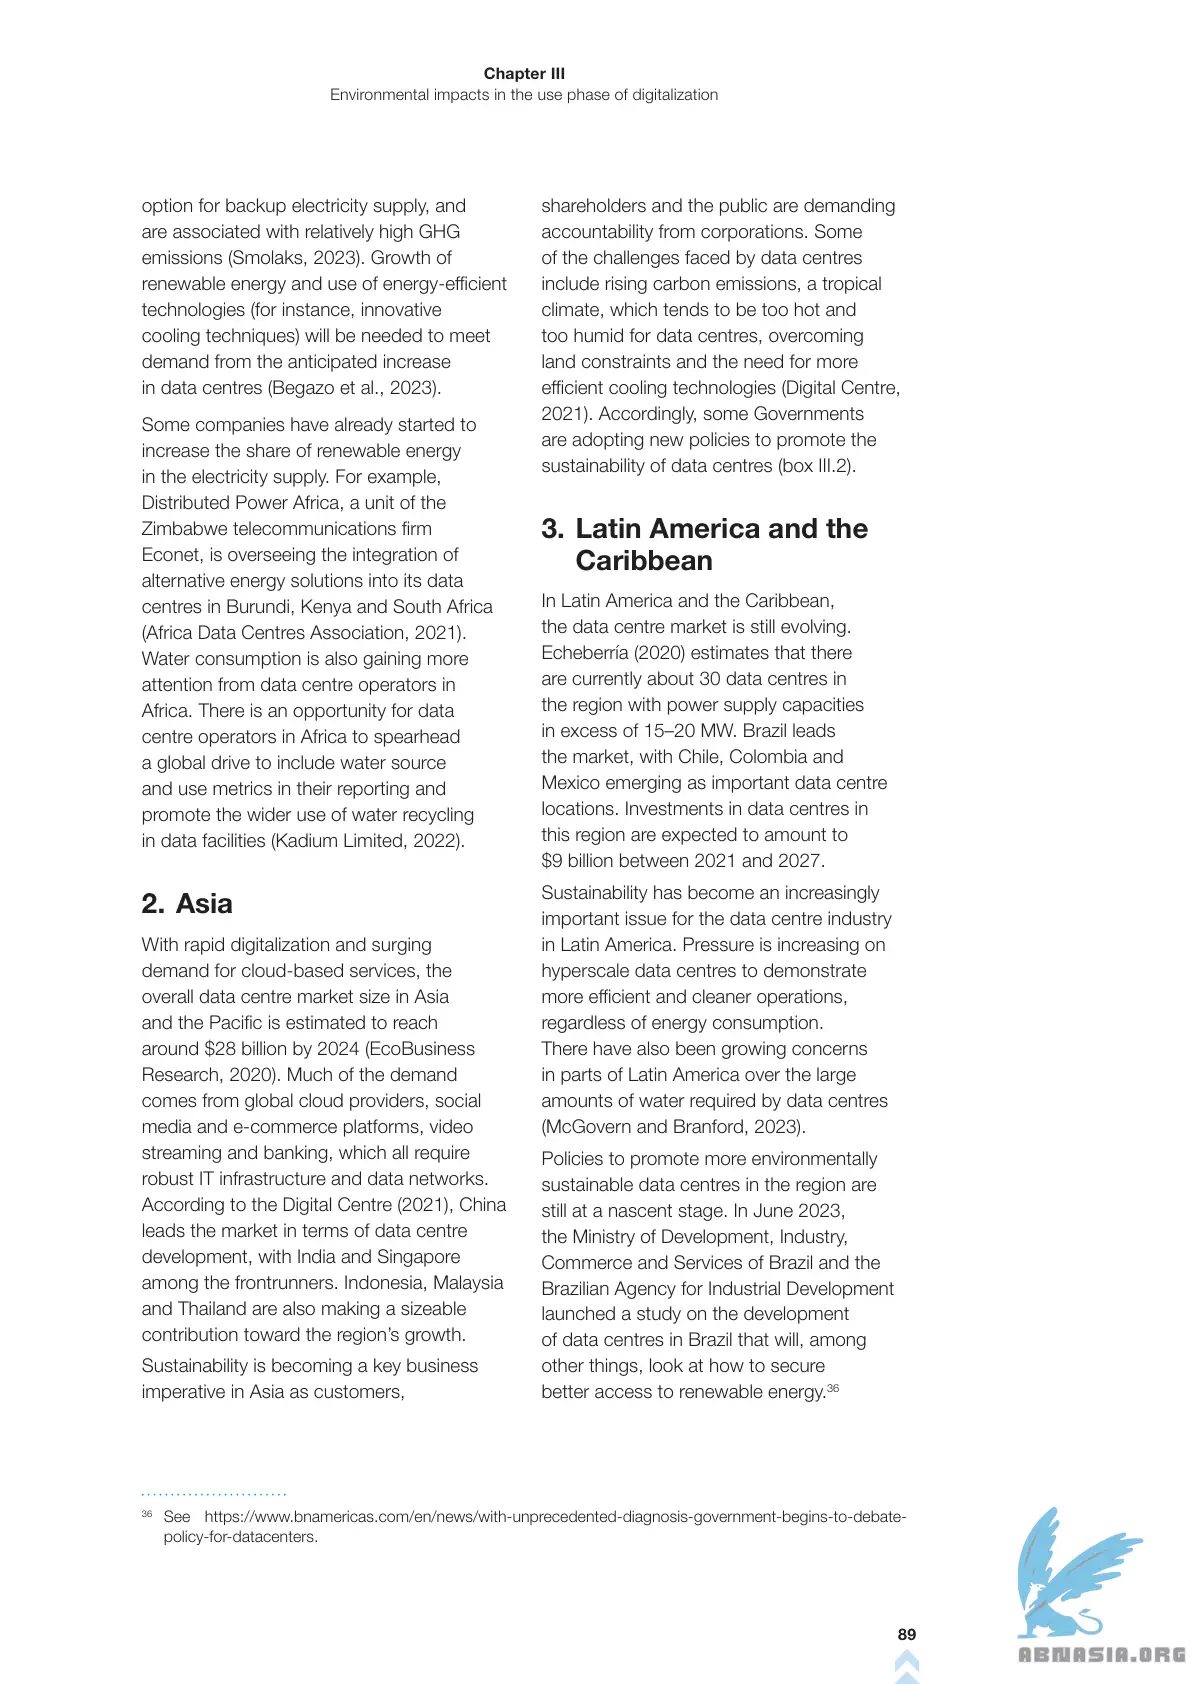 Chapter III
Environmental impacts in the use phase of digitalization
option for backup electricity supply, and
are associated with relatively high GHG
emissions (Smolaks, 2023). Growth of
renewable energy and use of energy-efficient
technologies (for instance, innovative
cooling techniques) will be needed to meet
demand from the anticipated increase
in data centres (Begazo et al., 2023).
Some companies have already started to
increase the share of renewable energy
in the electricity supply. For example,
Distributed Power Africa, a unit of the
Zimbabwe telecommunications firm
Econet, is overseeing the integration of
alternative energy solutions into its data
centres in Burundi, Kenya and South Africa
(Africa Data Centres Association, 2021).
Water consumption is also gaining more
attention from data centre operators in
Africa. There is an opportunity for data
centre operators in Africa to spearhead
a global drive to include water source
and use metrics in their reporting and
promote the wider use of water recycling
in data facilities (Kadium Limited, 2022).
2. Asia
With rapid digitalization and surging
demand for cloud-based services, the
overall data centre market size in Asia
and the Pacific is estimated to reach
around $28 billion by 2024 (EcoBusiness
Research, 2020). Much of the demand
comes from global cloud providers, social
media and e-commerce platforms, video
streaming and banking, which all require
robust IT infrastructure and data networks.
According to the Digital Centre (2021), China
leads the market in terms of data centre
development, with India and Singapore
among the frontrunners. Indonesia, Malaysia
and Thailand are also making a sizeable
contribution toward the region's growth.
Sustainability is becoming a key business
imperative in Asia as customers,
shareholders and the public are demanding
accountability from corporations. Some
of the challenges faced by data centres
include rising carbon emissions, a tropical
climate, which tends to be too hot and
too humid for data centres, overcoming
land constraints and the need for more
efficient cooling technologies (Digital Centre,
2021). Accordingly, some Governments
are adopting new policies to promote the
sustainability of data centres (box III.2).
3. Latin America and the
Caribbean
In Latin America and the Caribbean,
the data centre market is still evolving.
Echeberría (2020) estimates that there
are currently about 30 data centres in
the region with power supply capacities
in excess of 15–20 MW. Brazil leads
the market, with Chile, Colombia and
Mexico emerging as important data centre
locations. Investments in data centres in
this region are expected to amount to
$9 billion between 2021 and 2027.
Sustainability has become an increasingly
important issue for the data centre industry
in Latin America. Pressure is increasing on
hyperscale data centres to demonstrate
more efficient and cleaner operations,
regardless of energy consumption.
There have also been growing concerns
in parts of Latin America over the large
amounts of water required by data centres
(McGovern and Branford, 2023).
Policies to promote more environmentally
sustainable data centres in the region are
still at a nascent stage. In June 2023,
the Ministry of Development, Industry,
Commerce and Services of Brazil and the
Brazilian Agency for Industrial Development
launched a study on the development
of data centres in Brazil that will, among
other things, look at how to secure
better access to renewable energy.36
36 See https://www.bnamericas.com/en/news/with-unprecedented-diagnosis-government-begins-to-debate-
policy-for-datacenters.
89
ABNASIA.ORG